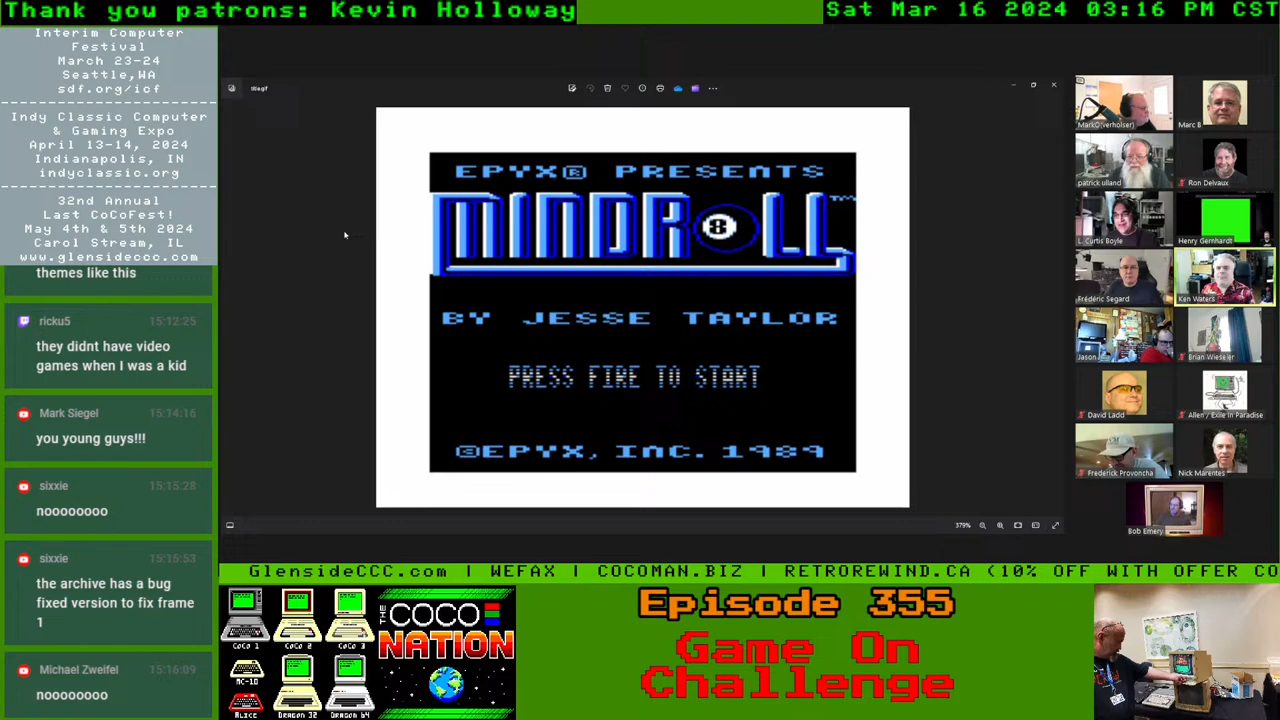 Thank you patrons: Kevin Holloway
Sat Mar 16 2024 03:16 PM CST
Interim Computer
Festival
March 23-24
Seattle,WA
sdf.org/icf
Indy Classic Computer
& Gaming Expo
April 13-14, 2024
Indianapolis, IN
indyclassic.org
32nd Annual
Last CoCoFest!
May 4th & 5th 2024
Carol Stream, IL
www.glensideccc.com
themes like this
ricku5
15:12:25
they didnt have video
games when I was a kid
Mark Siegel
15:14:16
you young guys!!!
sixxie
15:15:28
noooooooo
sixxie
15:15:53
the archive has a bug
fixed version to fix frame
1
Michael Zweifel
15:16:09
noooooooo
EPYX® PRESENTS
MINDROLL™
8
BY JESSE TAYLOR
PRESS FIRE TO START
©EPYX, INC. 1989
379%
Mark(Overholser)
Marc B
patrick ulland
Ron Delvaux
L. Curtis Boyle
Henry Gernhardt
Frédéric Segard
Ken Waters
Jason
Brian Wieseler
David Ladd
Allen / Exile in Paradise
Frederick Provoncha
Nick Marentes
Bob Emery
GlensideCCC.com | WEFAX | COCOMAN.BIZ | RETROREWIND.CA (10% OFF WITH OFFER CO
CoCo 1
CoCo 2
CoCo 3
MC-10
Alice
Dragon 32
Dragon 64
THE
COCO
NATION
Episode 355
Game On
Challenge